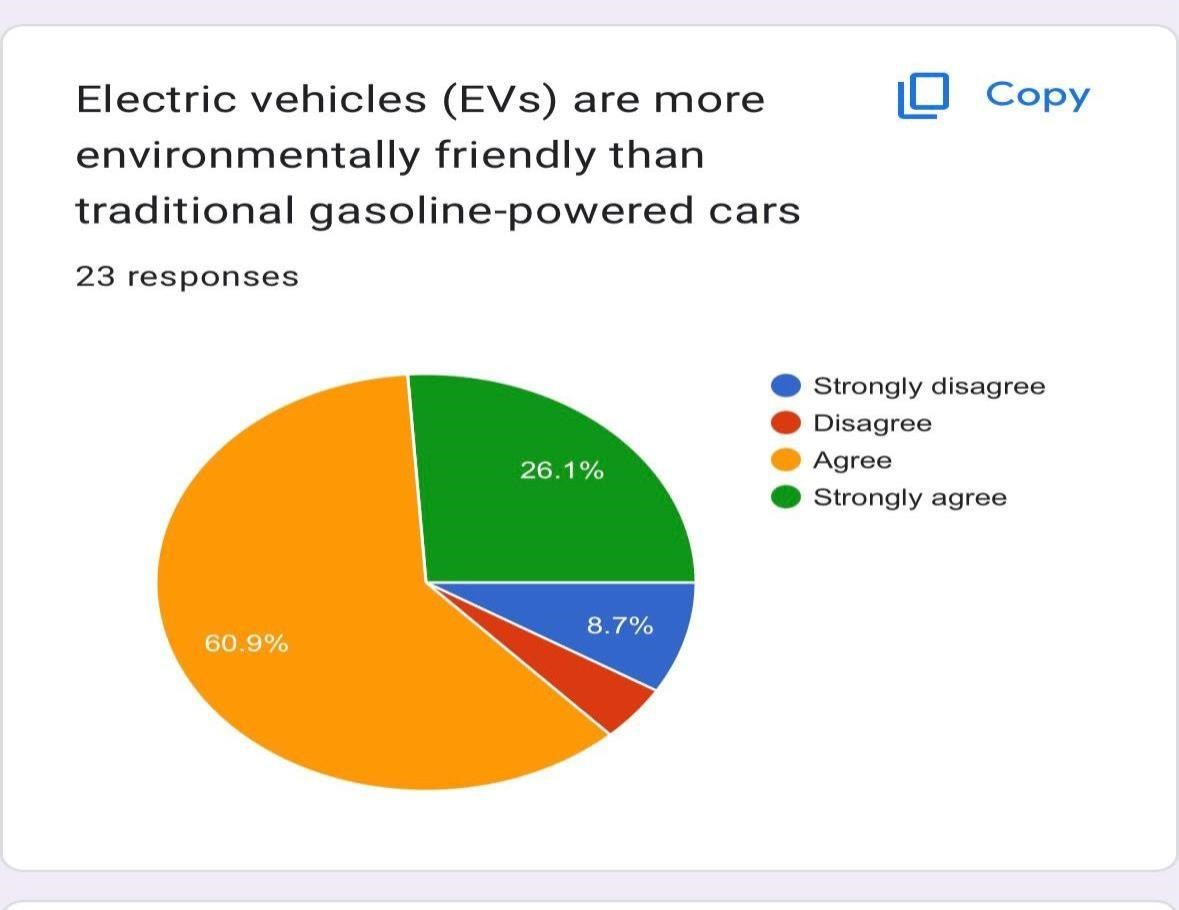 Electric vehicles (EVs) are more
environmentally friendly than
traditional gasoline-powered cars
Copy
23 responses
26.1%
8.7%
60.9%
Strongly disagree
Disagree
Agree
Strongly agree